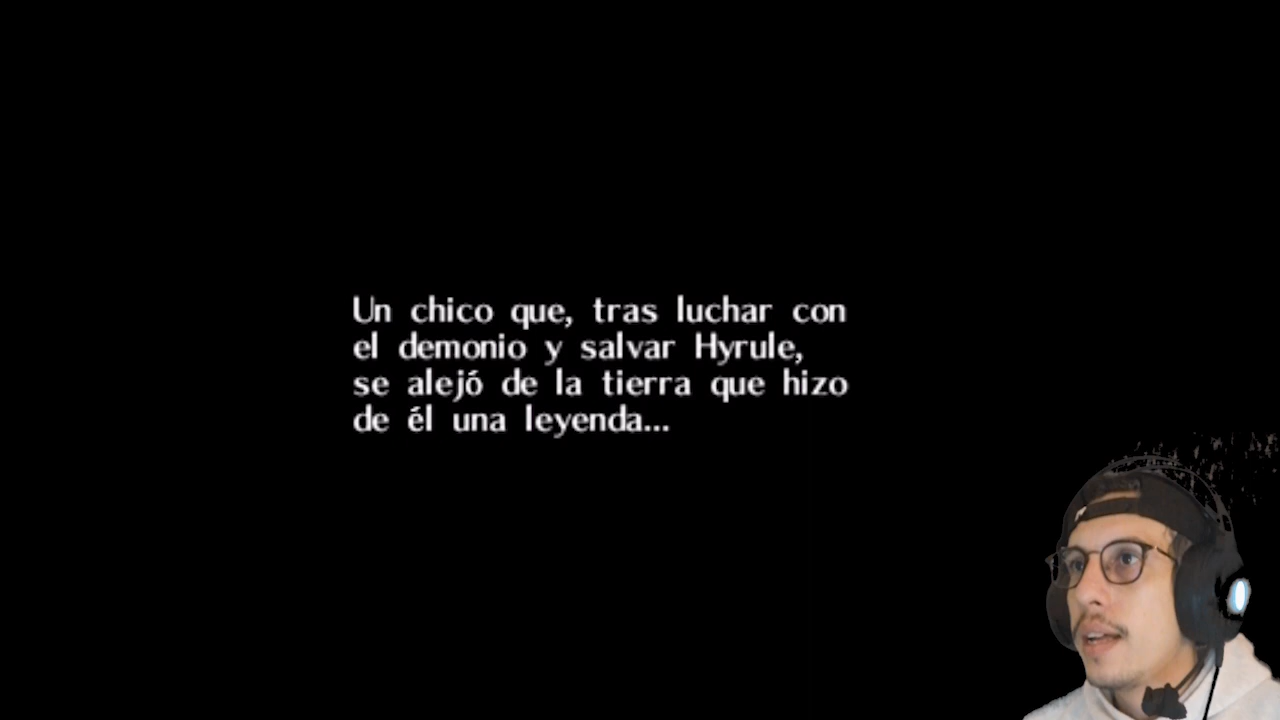 Un chico que, tras luchar con
el demonio y salvar Hyrule,
se alejó de la tierra que hizo
de él una leyenda...